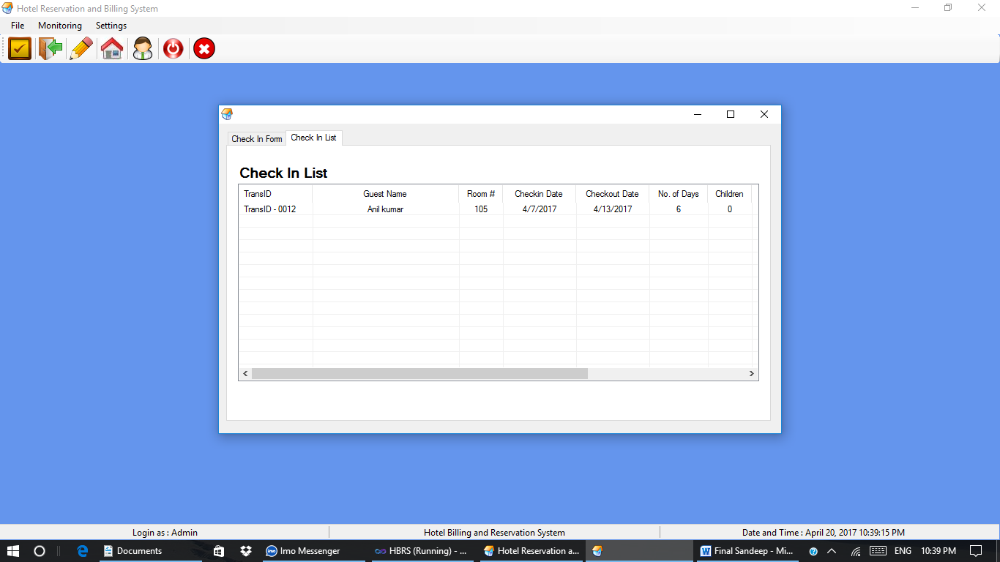 Hotel Reservation and Billing System
File Monitoring Settings
Check In Form Check In List
Check In List
TransID Guest Name Room # Checkin Date Checkout Date No. of Days Children
TransID - 0012 Anil kumar 105 4/7/2017 4/13/2017 6 0
Login as : Admin Hotel Billing and Reservation System Date and Time : April 20, 2017 10:39:15 PM
Documents imo Imo Messenger HBRS (Running) - ... Hotel Reservation a... Final Sandeep - Mi... ENG 10:39 PM